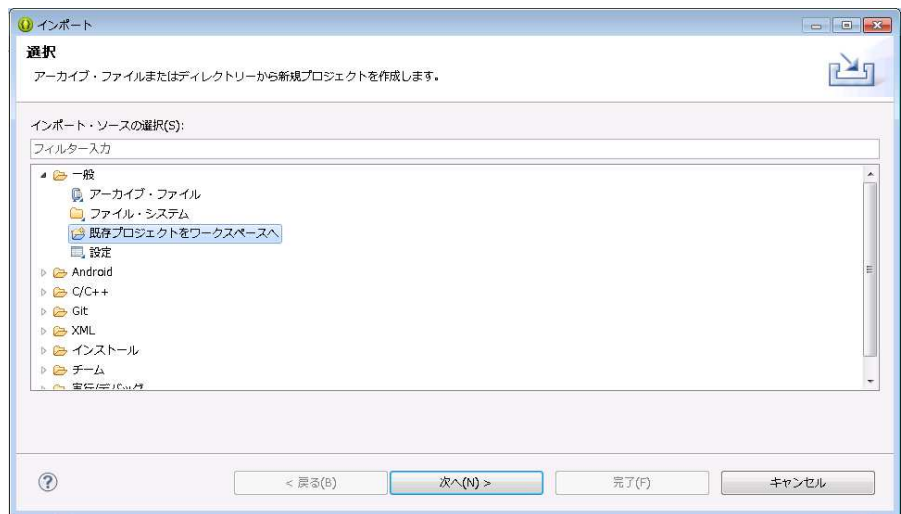 インポート
選択
アーカイブ・ファイルまたはディレクトリーから新規プロジェクトを作成します。
インポート・ソースの選択(S):
フィルター入力
一般
アーカイブ・ファイル
ファイル・システム
既存プロジェクトをワークスペースへ
設定
Android
C/C++
Git
XML
インストール
チーム
実行/デバッグ
< 戻る(B)
次へ(N) >
完了(F)
キャンセル